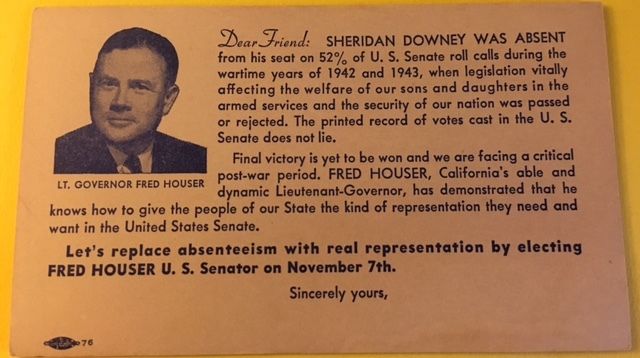 Dear Friend: SHERIDAN DOWNEY WAS ABSENT
from his seat on 52% of U. S. Senate roll calls during the
wartime years of 1942 and 1943, when legislation vitally
affecting the welfare of our sons and daughters in the
armed services and the security of our nation was passed
or rejected. The printed record of votes cast in the U. S.
Senate does not lie.
Final victory is yet to be won and we are facing a critical
post-war period. FRED HOUSER, California's able and
dynamic Lieutenant-Governor, has demonstrated that he
LT. GOVERNOR FRED HOUSER
knows how to give the people of our State the kind of representation they need and
want in the United States Senate.
Let's replace absenteeism with real representation by electing
FRED HOUSER U. S. Senator on November 7th.
Sincerely yours,
76